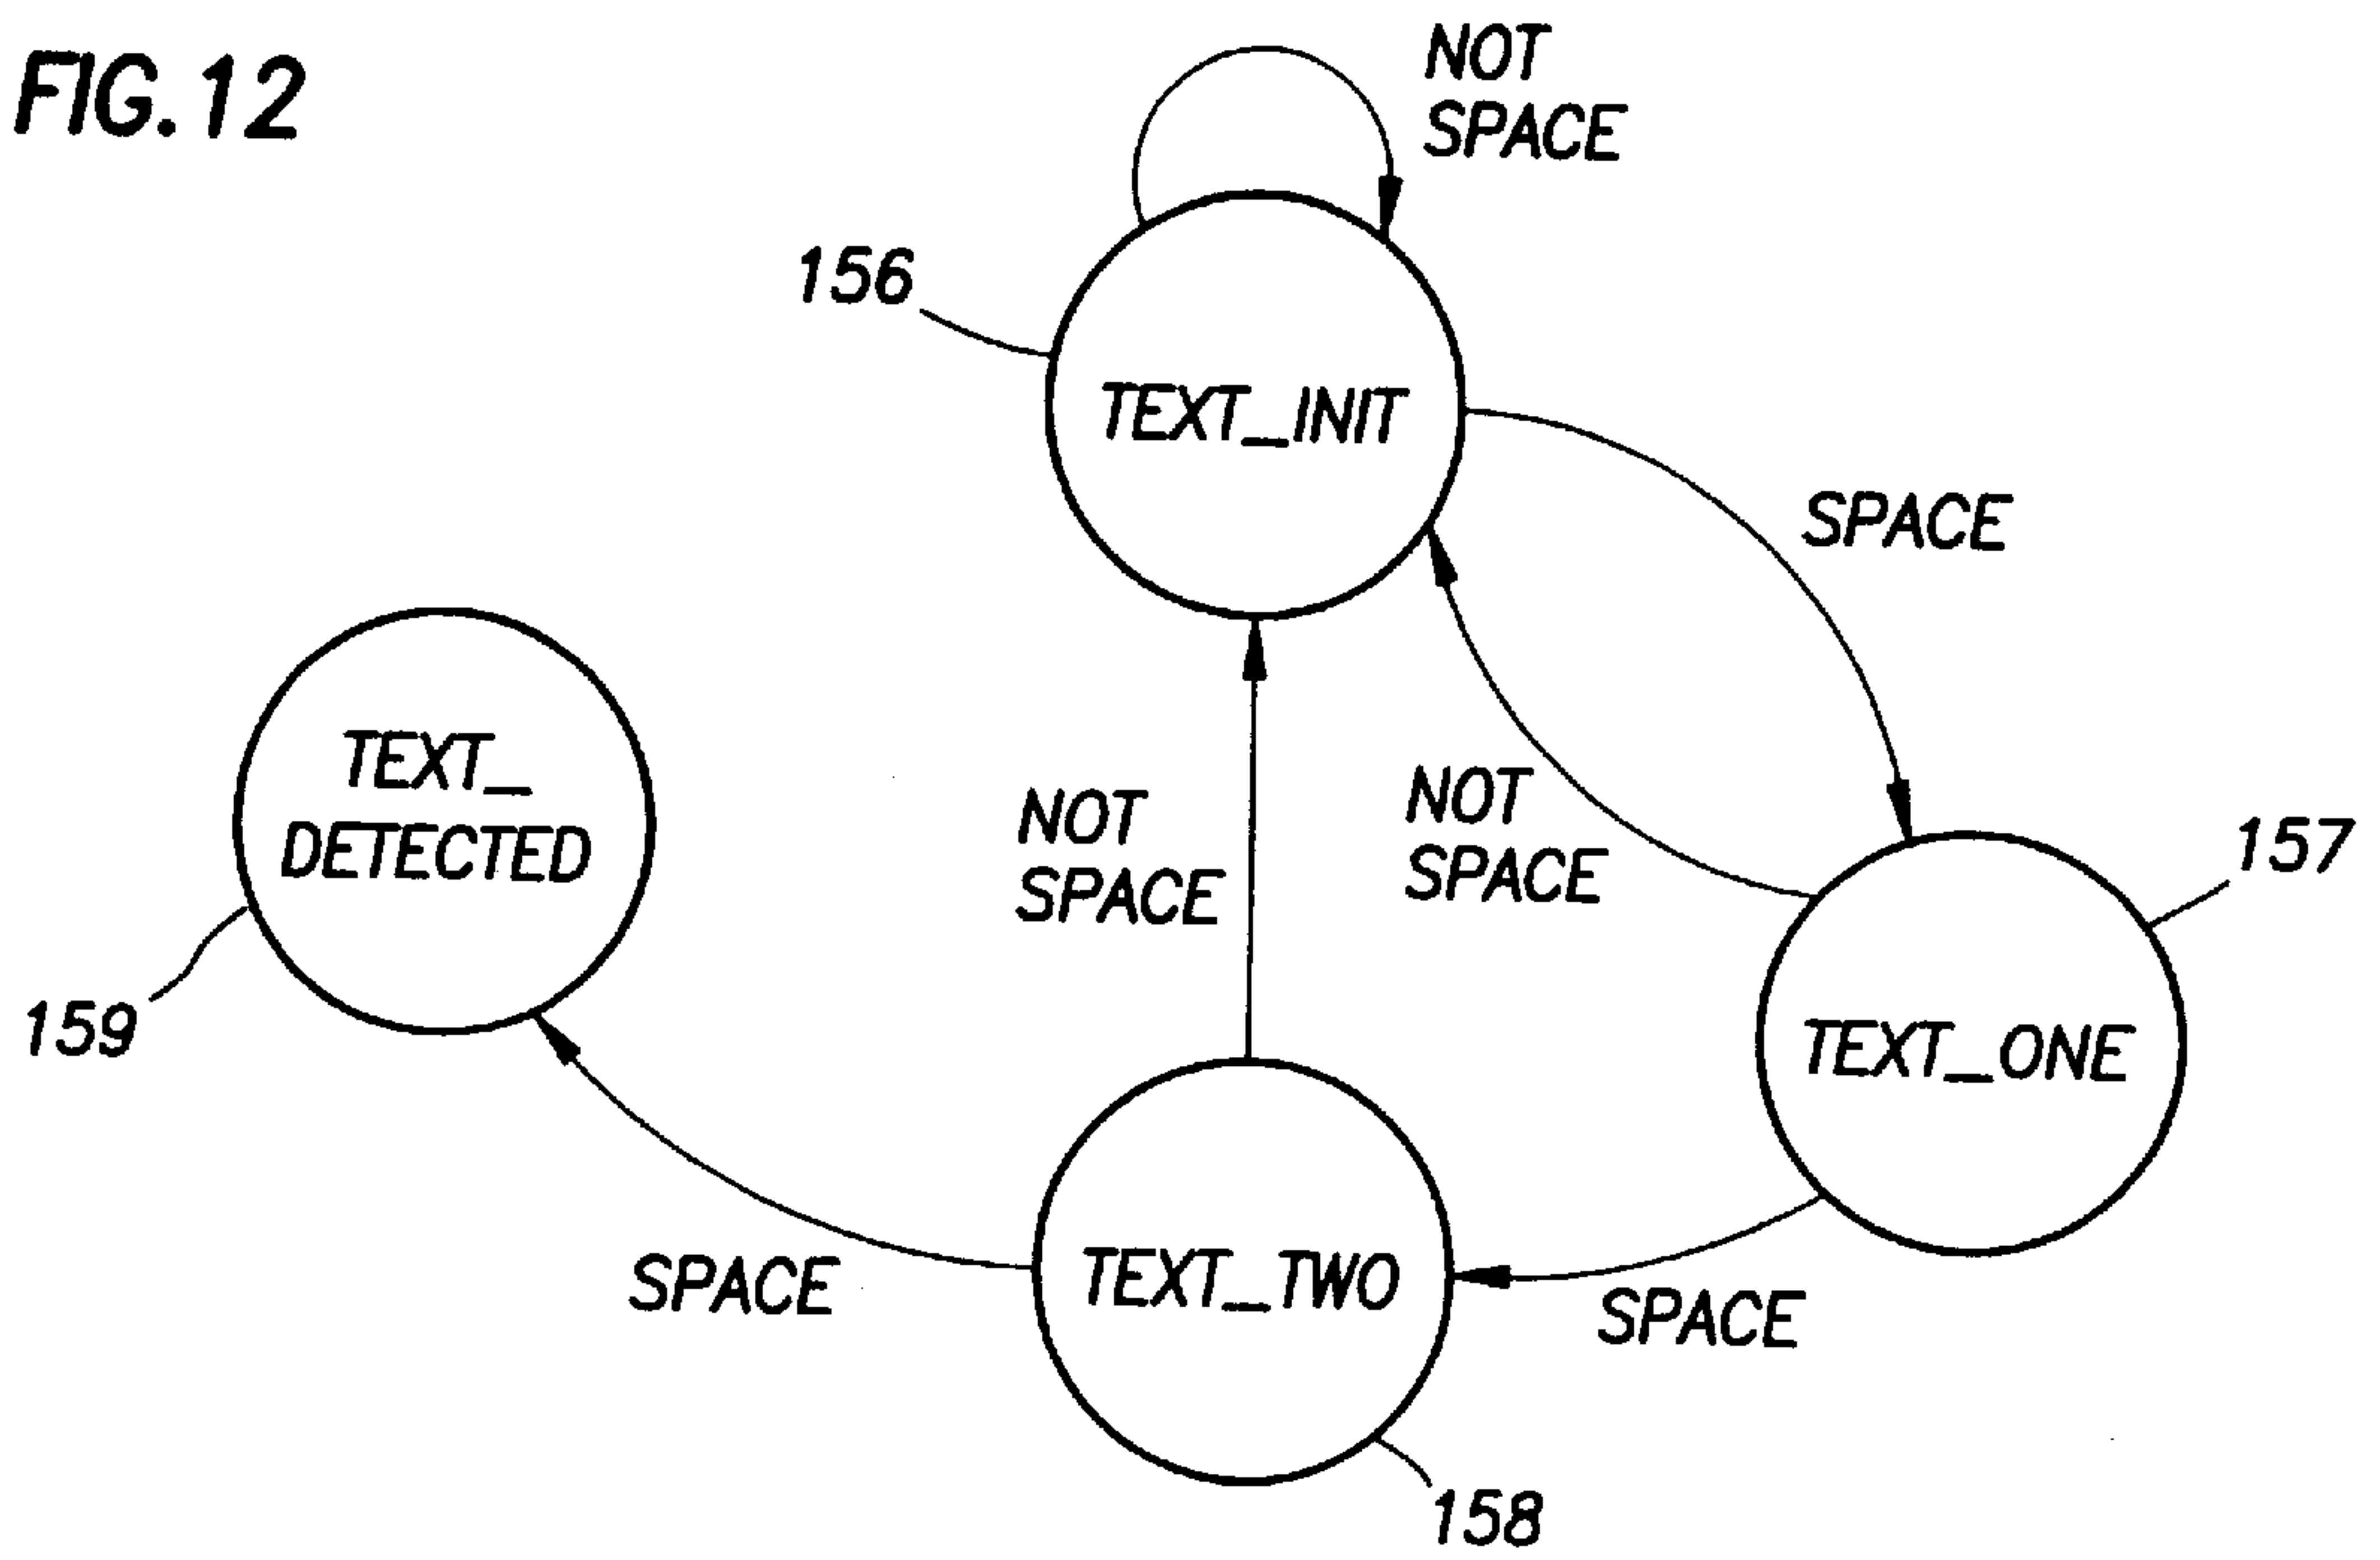 FIG.12
NOT
SPACE
156
TEXT_INIT
SPACE
TEXT_
DETECTED
159
NOT
SPACE
NOT
SPACE
157
TEXT_ONE
SPACE
TEXT_TWO
SPACE
158